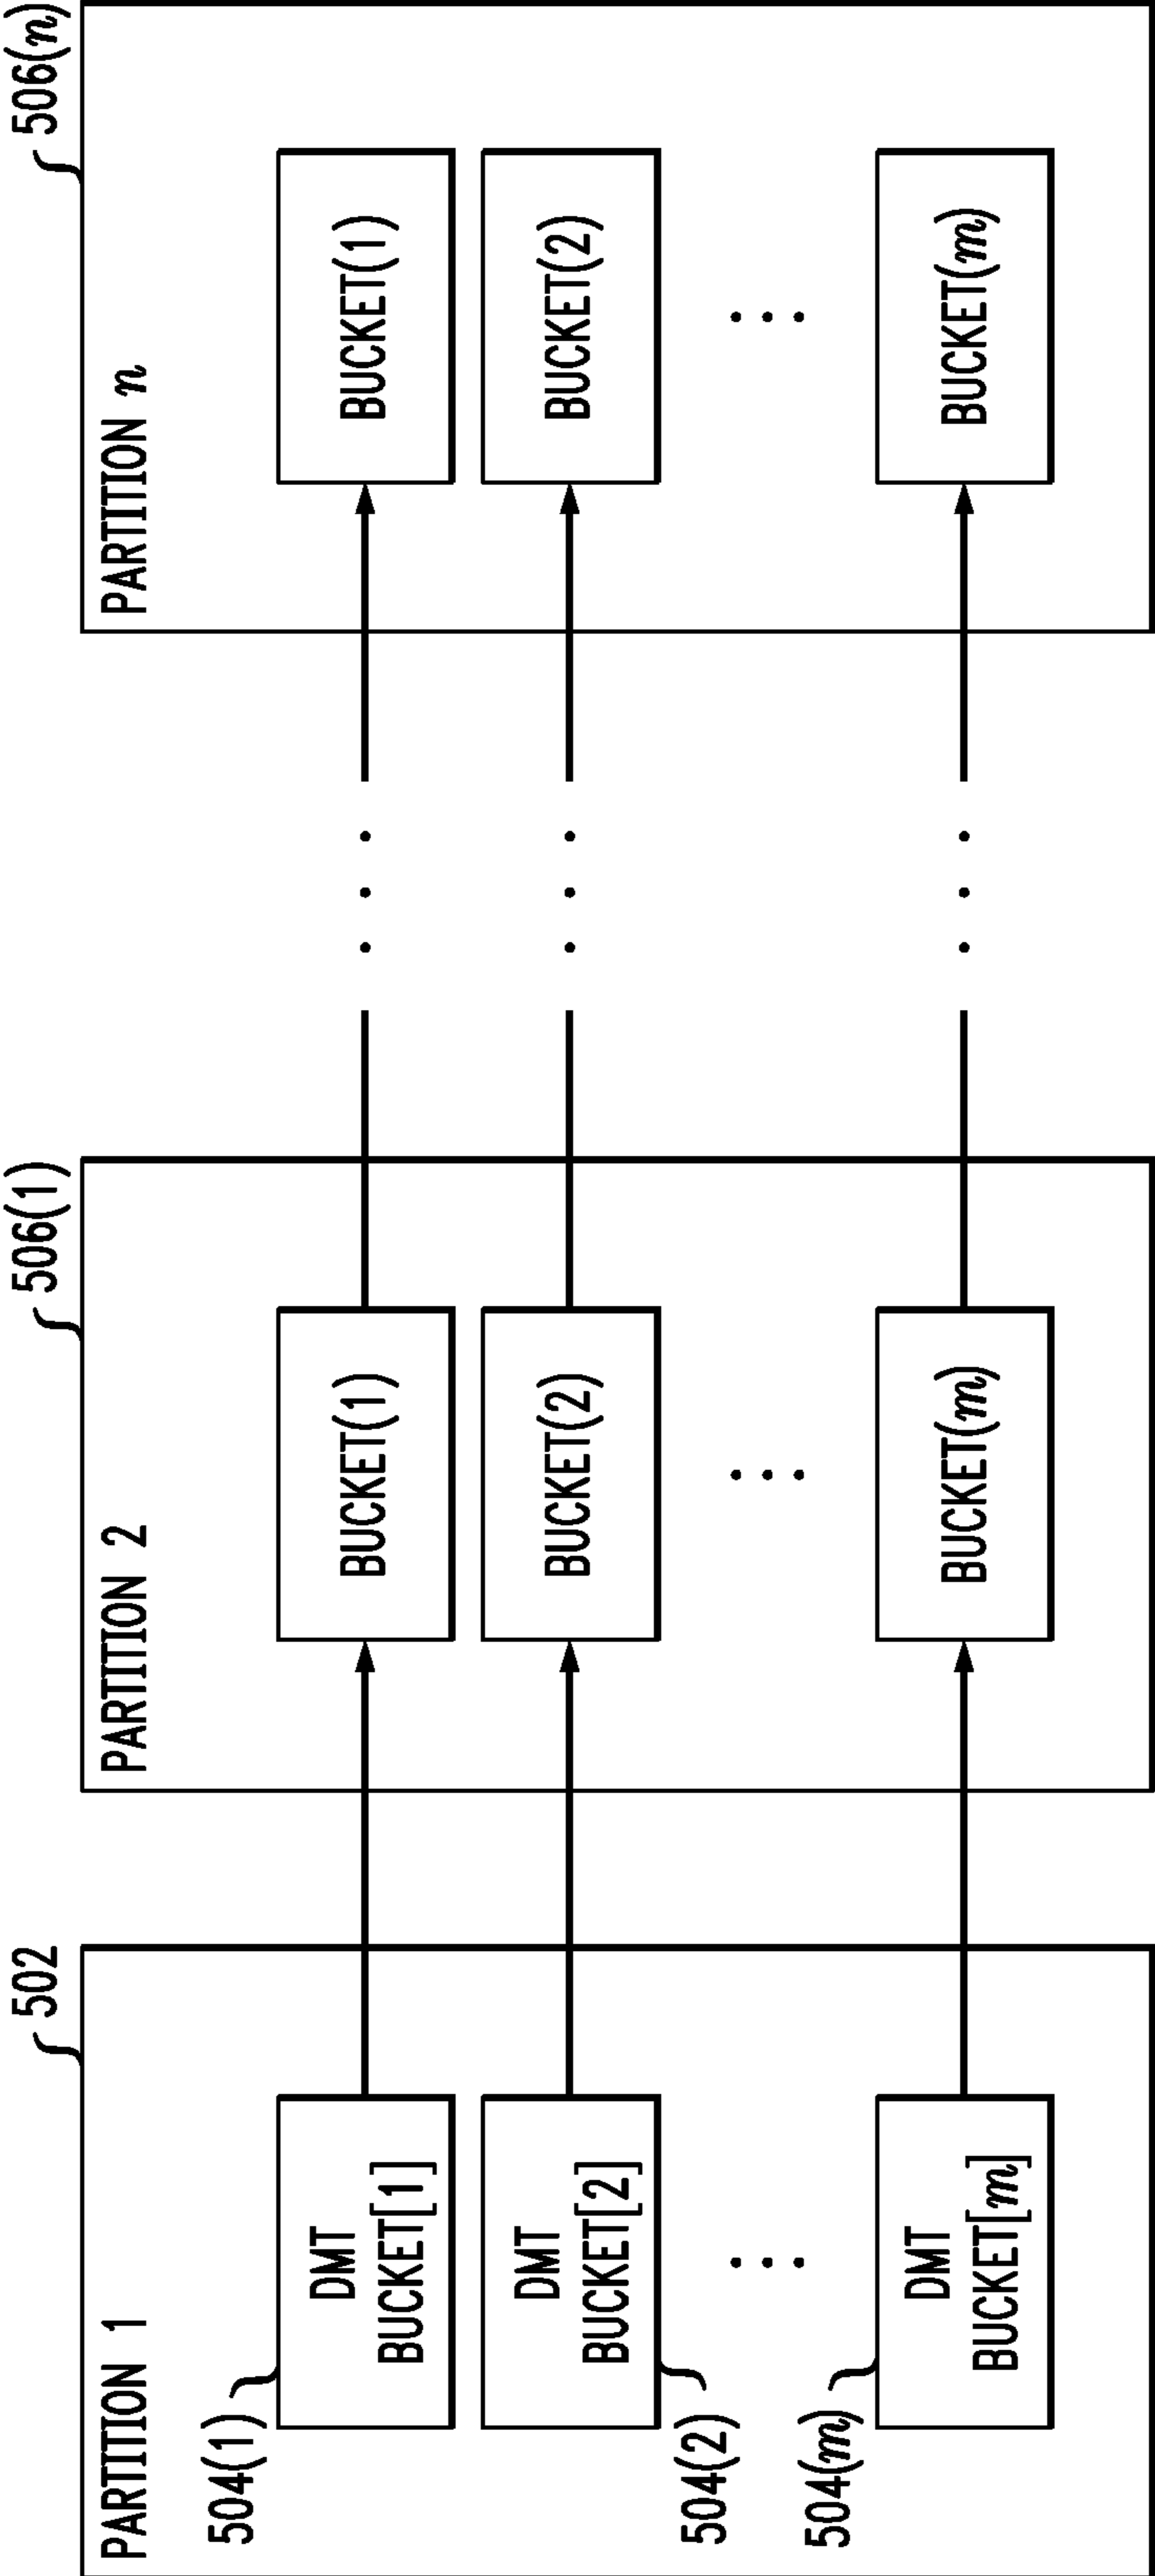 502
PARTITION 1
504(1)
DMT
BUCKET[1]
DMT
BUCKET[2]
504(2)
...
504(m)
DMT
BUCKET[m]
506(1)
PARTITION 2
BUCKET(1)
BUCKET(2)
...
BUCKET(m)
. . .
. . .
. . .
506(n)
PARTITION n
BUCKET(1)
BUCKET(2)
...
BUCKET(m)